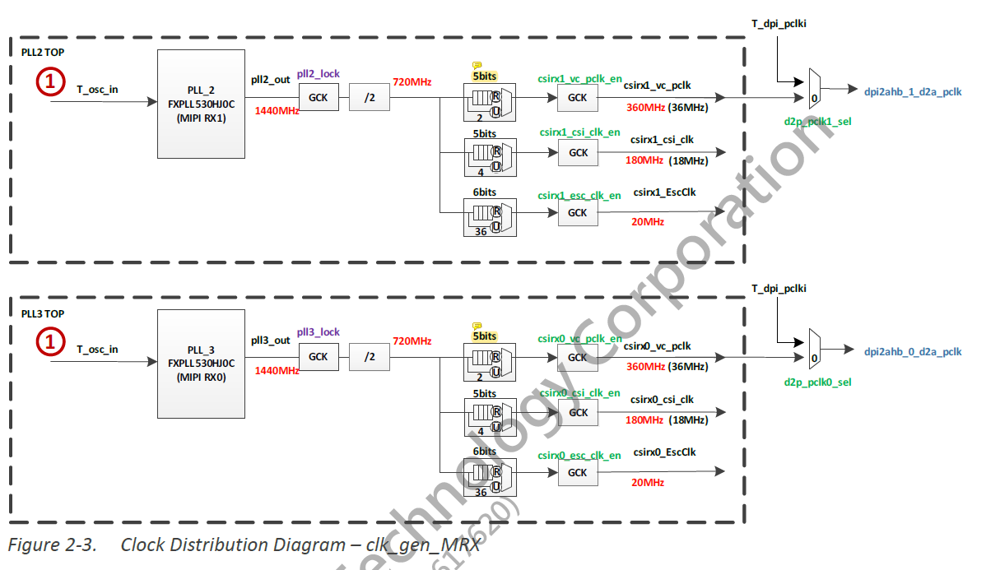 T_dpi_pclki
PLL2 TOP
1
T_osc_in
PLL_2
FXPLL530HJ0C
(MIPI RX1)
pll2_out
1440MHz
pll2_lock
GCK
/2
720MHz
5bits
R
U
2
csirx1_vc_pclk_en
GCK
csirx1_vc_pclk
360MHz (36MHz)
0
d2p_pclk1_sel
dpi2ahb_1_d2a_pclk
5bits
R
U
4
csirx1_csi_clk_en
GCK
csirx1_csi_clk
180MHz (18MHz)
6bits
R
U
36
csirx1_esc_clk_en
GCK
csirx1_EscClk
20MHz
T_dpi_pclki
PLL3 TOP
1
T_osc_in
PLL_3
FXPLL530HJ0C
(MIPI RX0)
pll3_out
1440MHz
pll3_lock
GCK
/2
720MHz
5bits
R
U
2
csirx0_vc_pclk_en
GCK
csirx0_vc_pclk
360MHz (36MHz)
0
d2p_pclk0_sel
dpi2ahb_0_d2a_pclk
5bits
R
U
4
csirx0_csi_clk_en
GCK
csirx0_csi_clk
180MHz (18MHz)
6bits
R
U
36
csirx0_esc_clk_en
GCK
csirx0_EscClk
20MHz
Technology Corporation
617620)
Figure 2-3. Clock Distribution Diagram – clk_gen_MRX